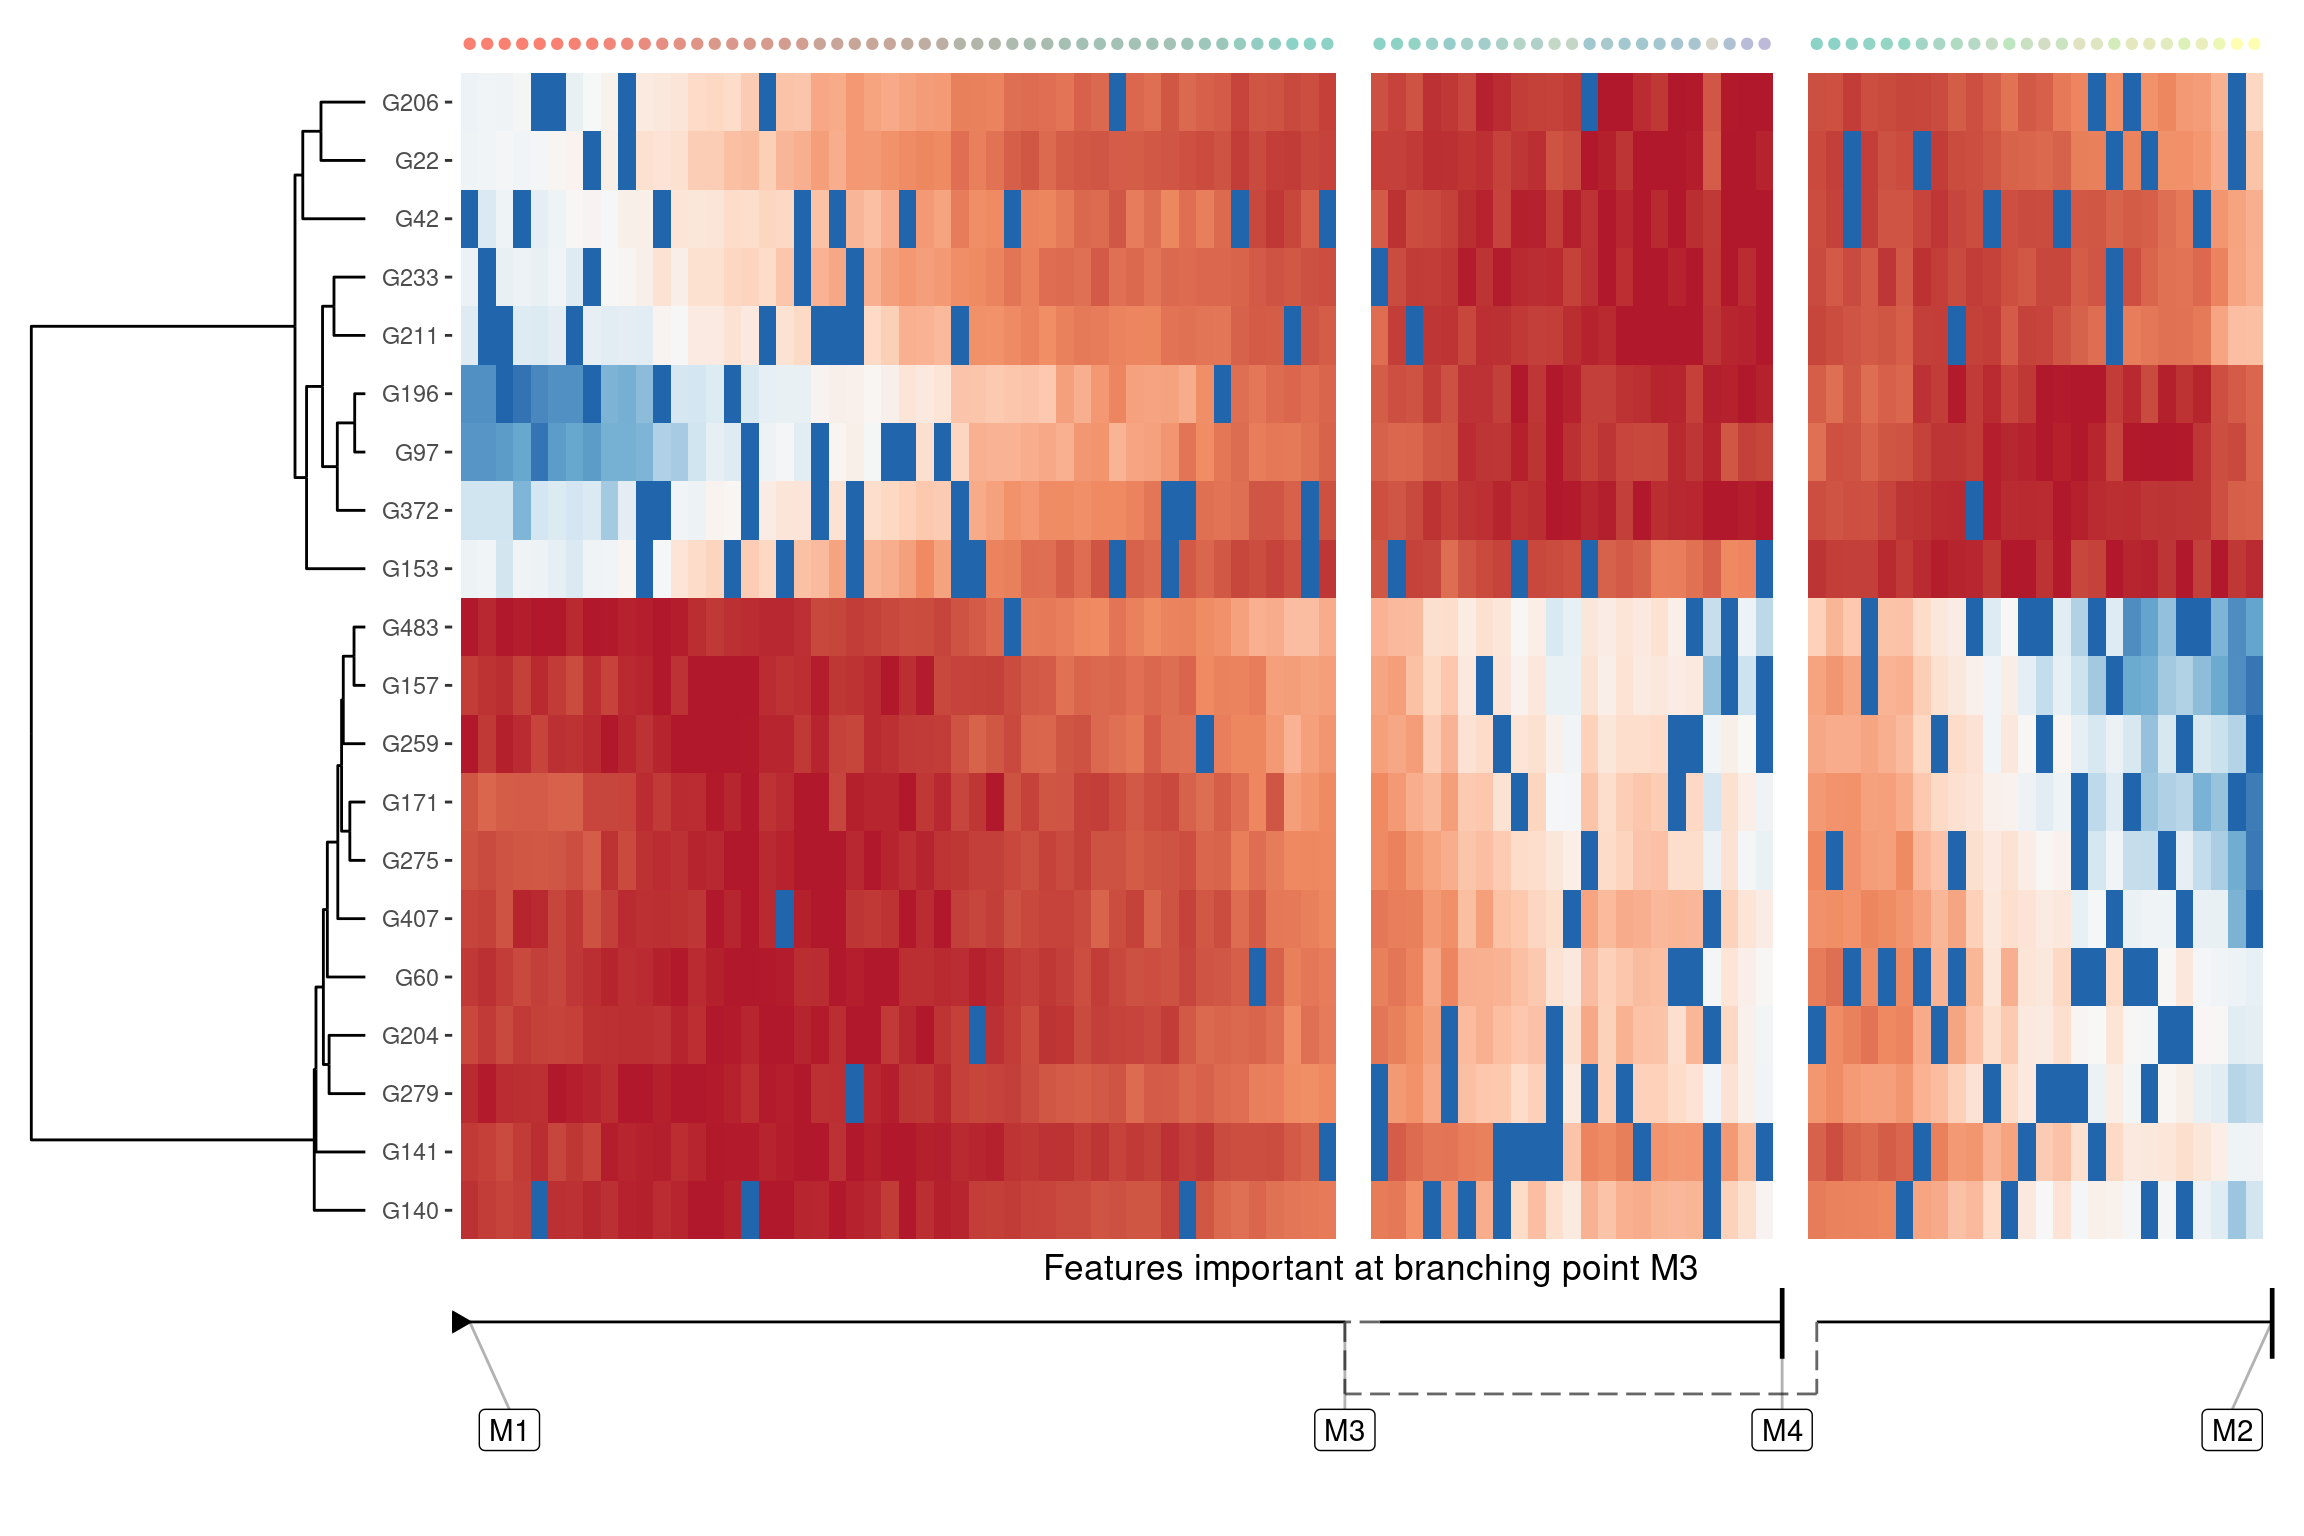 G206
G22
G42
G233
G211
G196
G97
G372
G153
G483
G157
G259
G171
G275
G407
G60
G204
G279
G141
G140
Features important at branching point M3
M1
M3
M4
M2